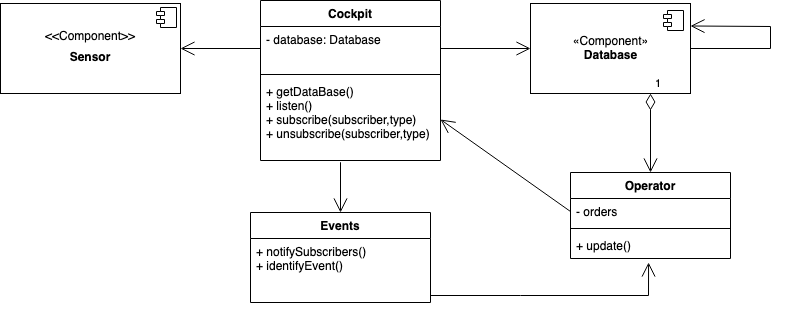 <<Component>>
Sensor
Cockpit
- database: Database
+ getDataBase()
+ listen()
+ subscribe(subscriber,type)
+ unsubscribe(subscriber,type)
«Component»
Database
1
Events
+ notifySubscribers()
+ identifyEvent()
Operator
- orders
+ update()